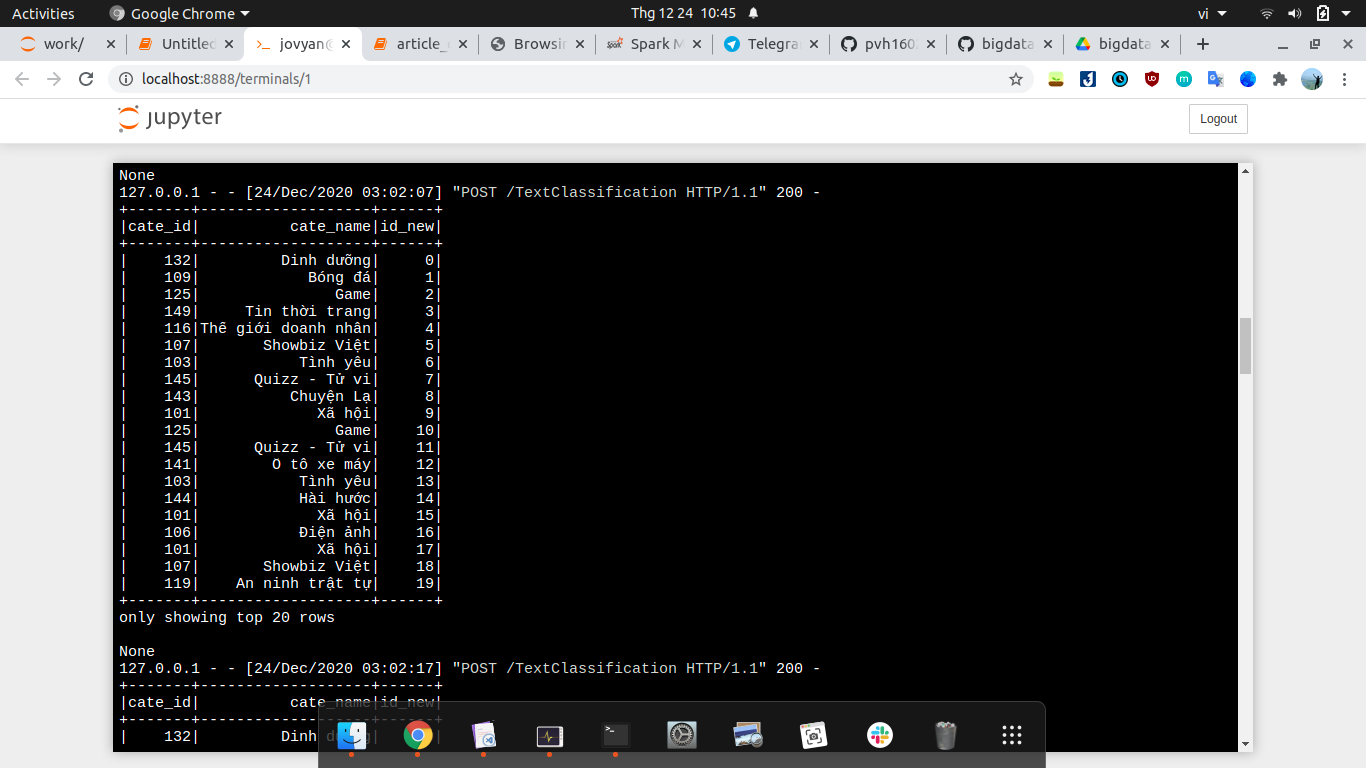 Activities Google Chrome Thg 12 24 10:45 vi
work/ Untitled jovyan@ article_ Browsin Spark M Telegra pvh160 bigdata bigdata
localhost:8888/terminals/1
jupyter Logout
None
127.0.0.1 - - [24/Dec/2020 03:02:07] "POST /TextClassification HTTP/1.1" 200 -
+-------+-------------------+------+
|cate_id|          cate_name|id_new|
+-------+-------------------+------+
|    132|         Dinh dưỡng|     0|
|    109|            Bóng đá|     1|
|    125|               Game|     2|
|    149|     Tin thời trang|     3|
|    116|Thế giới doanh nhân|     4|
|    107|       Showbiz Việt|     5|
|    103|           Tình yêu|     6|
|    145|      Quizz - Tử vi|     7|
|    143|          Chuyện Lạ|     8|
|    101|             Xã hội|     9|
|    125|               Game|    10|
|    145|      Quizz - Tử vi|    11|
|    141|        Ô tô xe máy|    12|
|    103|           Tình yêu|    13|
|    144|           Hài hước|    14|
|    101|             Xã hội|    15|
|    106|           Điện ảnh|    16|
|    101|             Xã hội|    17|
|    107|       Showbiz Việt|    18|
|    119|    An ninh trật tự|    19|
+-------+-------------------+------+
only showing top 20 rows
None
127.0.0.1 - - [24/Dec/2020 03:02:17] "POST /TextClassification HTTP/1.1" 200 -
+-------+-------------------+------+
|cate_id|          cate_name|id_new|
+-------+-------------------+------+
|    132|         Dinh dưỡng|